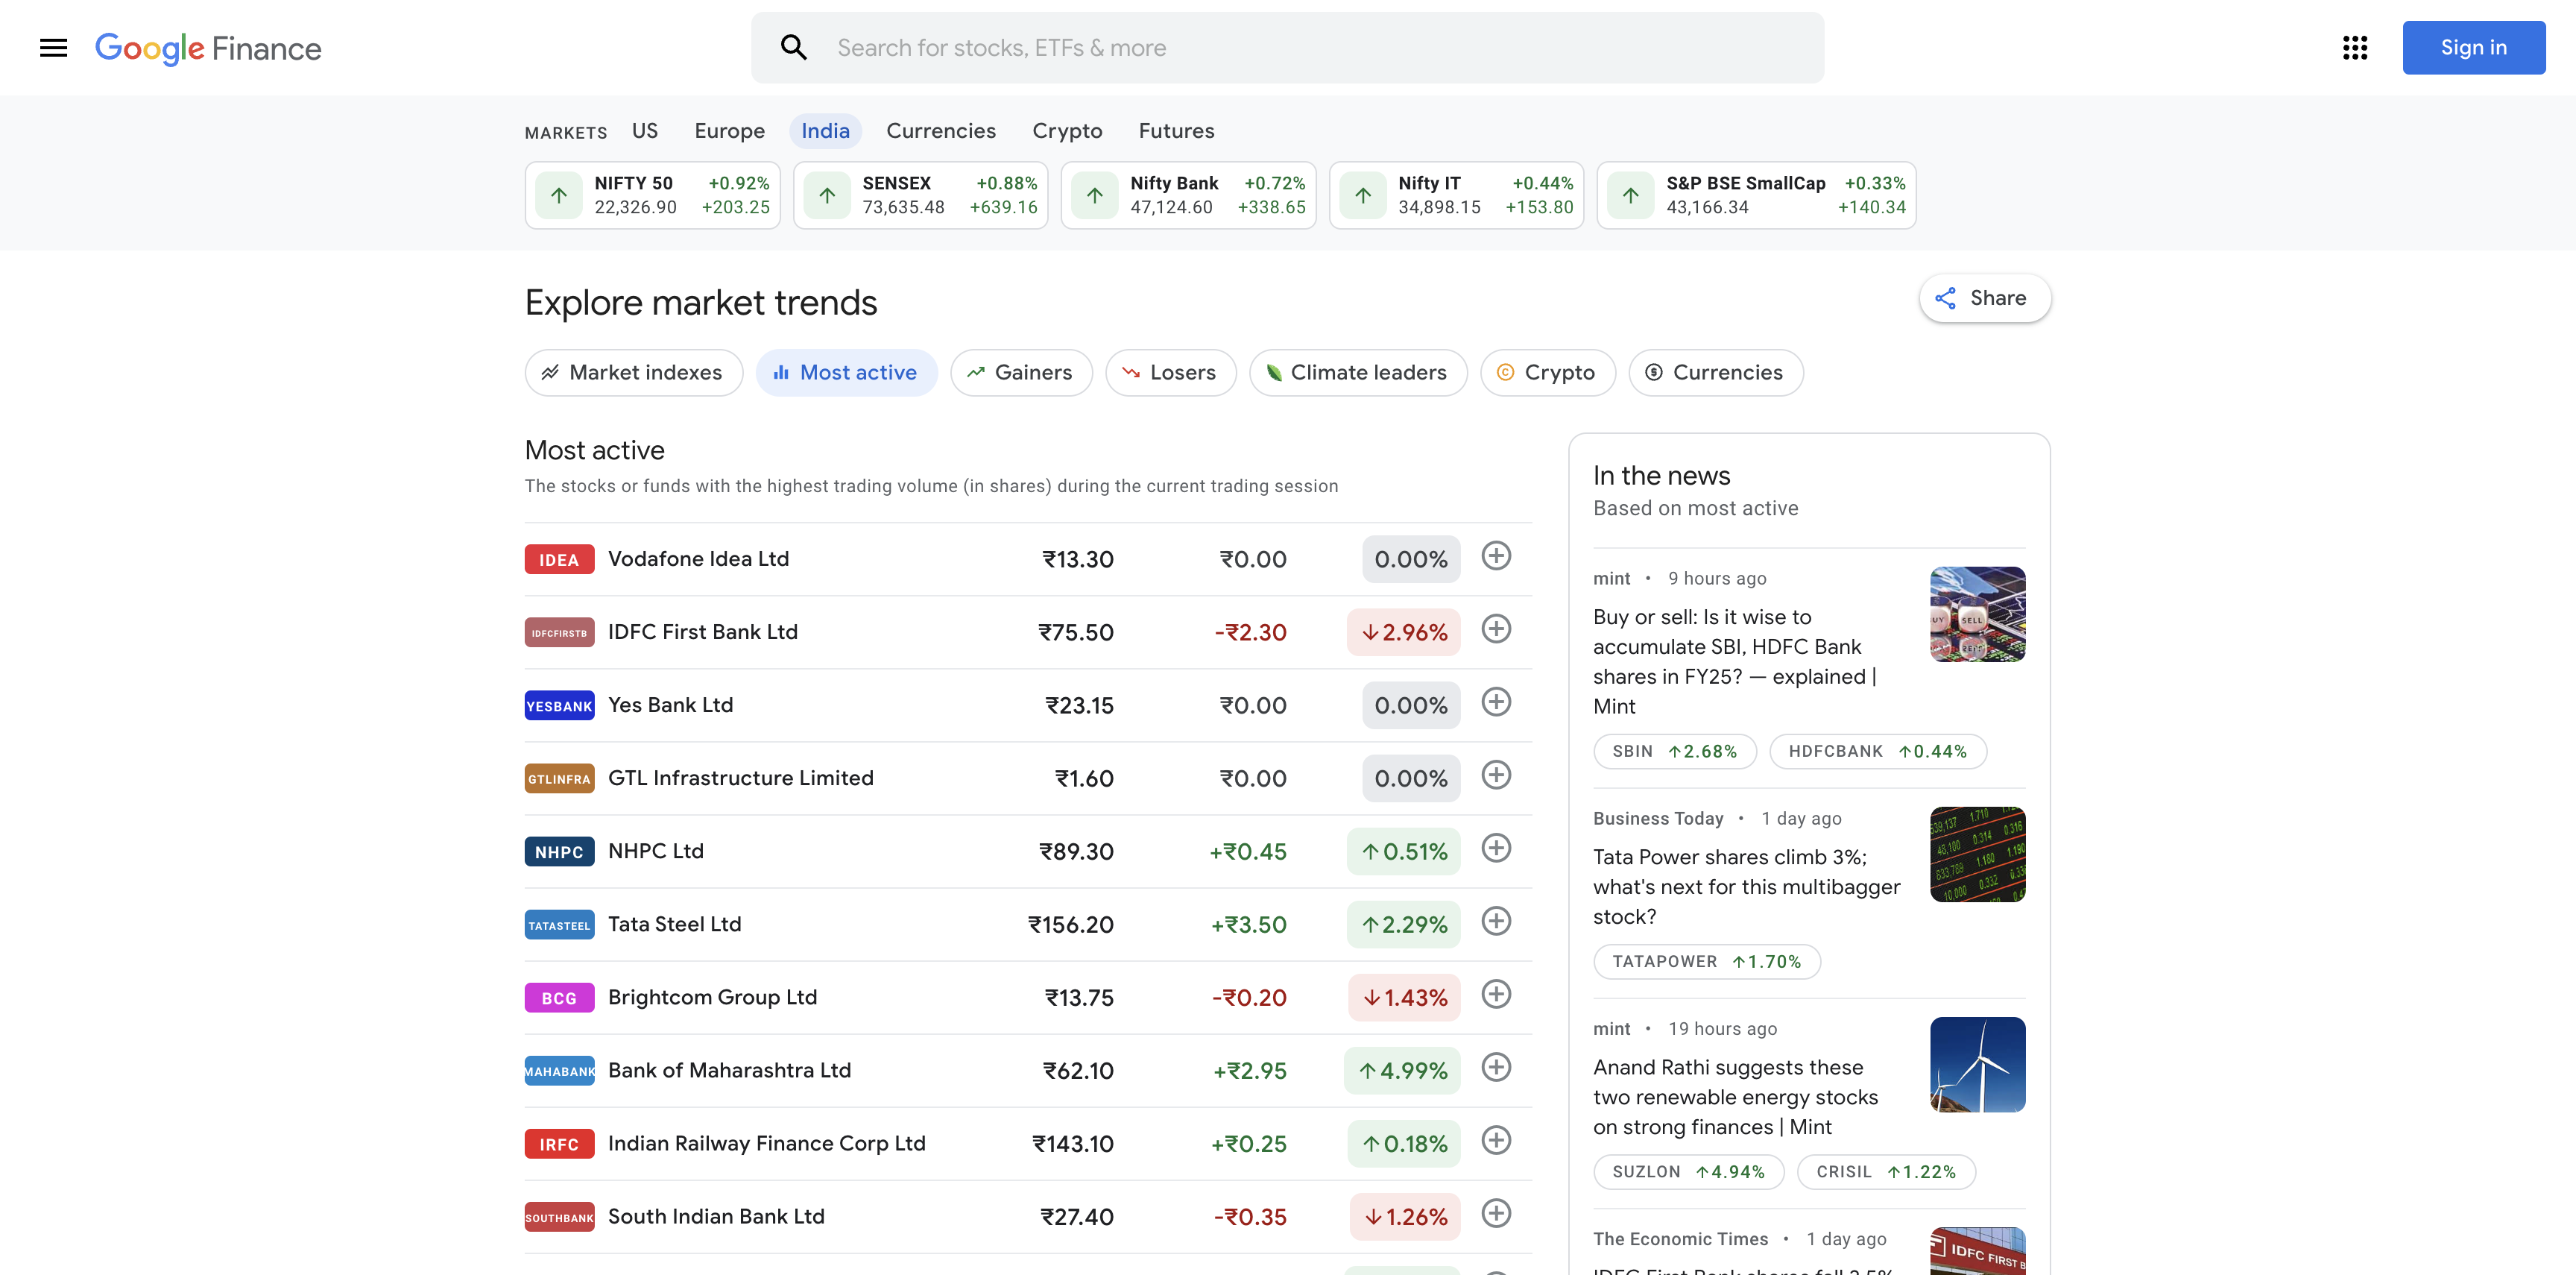 Google Finance
Search for stocks, ETFs & more
Sign in
MARKETS US Europe India Currencies Crypto Futures
NIFTY 50 +0.92%
22,326.90 +203.25
SENSEX +0.88%
73,635.48 +639.16
Nifty Bank +0.72%
47,124.60 +338.65
Nifty IT +0.44%
34,898.15 +153.80
S&P BSE SmallCap +0.33%
43,166.34 +140.34
Explore market trends
Share
Market indexes
Most active
Gainers
Losers
Climate leaders
Crypto
Currencies
Most active
The stocks or funds with the highest trading volume (in shares) during the current trading session
IDEA Vodafone Idea Ltd ₹13.30 ₹0.00 0.00%
IDFCFIRSTB IDFC First Bank Ltd ₹75.50 -₹2.30 ↓2.96%
YESBANK Yes Bank Ltd ₹23.15 ₹0.00 0.00%
GTLINFRA GTL Infrastructure Limited ₹1.60 ₹0.00 0.00%
NHPC NHPC Ltd ₹89.30 +₹0.45 ↑0.51%
TATASTEEL Tata Steel Ltd ₹156.20 +₹3.50 ↑2.29%
BCG Brightcom Group Ltd ₹13.75 -₹0.20 ↓1.43%
MAHABANK Bank of Maharashtra Ltd ₹62.10 +₹2.95 ↑4.99%
IRFC Indian Railway Finance Corp Ltd ₹143.10 +₹0.25 ↑0.18%
SOUTHBANK South Indian Bank Ltd ₹27.40 -₹0.35 ↓1.26%
In the news
Based on most active
mint • 9 hours ago
Buy or sell: Is it wise to
accumulate SBI, HDFC Bank
shares in FY25? — explained |
Mint
SBIN ↑2.68% HDFCBANK ↑0.44%
Business Today • 1 day ago
Tata Power shares climb 3%;
what's next for this multibagger
stock?
TATAPOWER ↑1.70%
mint • 19 hours ago
Anand Rathi suggests these
two renewable energy stocks
on strong finances | Mint
SUZLON ↑4.94% CRISIL ↑1.22%
The Economic Times • 1 day ago
IDFC First Bank shares fall 3.5%
IDFC FIRST B
SELL